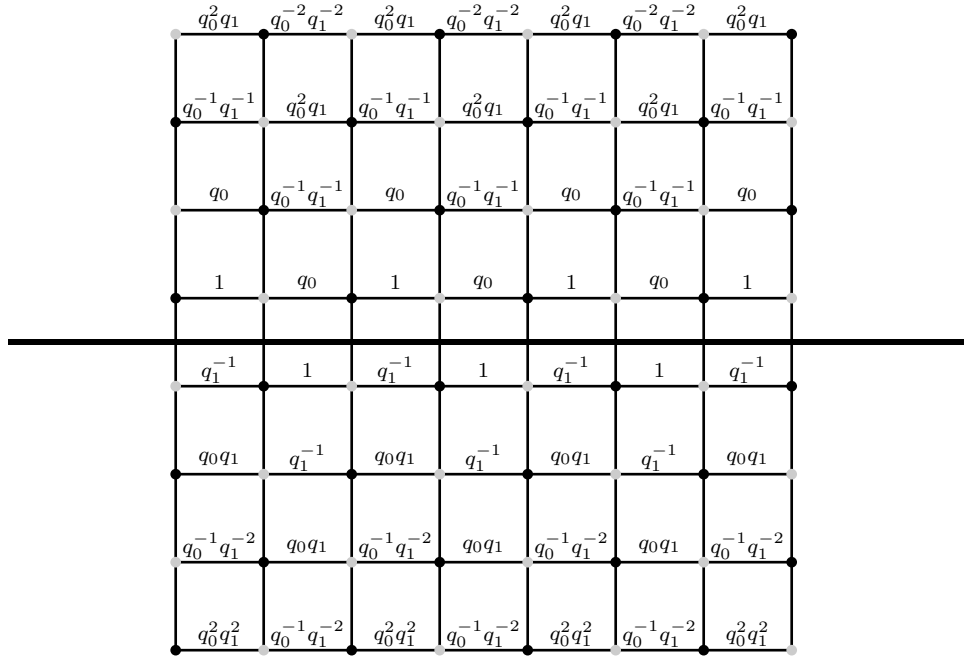 q_0^2q_1 q_0^{-2}q_1^{-2} q_0^2q_1 q_0^{-2}q_1^{-2} q_0^2q_1 q_0^{-2}q_1^{-2} q_0^2q_1
q_0^{-1}q_1^{-1} q_0^2q_1 q_0^{-1}q_1^{-1} q_0^2q_1 q_0^{-1}q_1^{-1} q_0^2q_1 q_0^{-1}q_1^{-1}
q_0 q_0^{-1}q_1^{-1} q_0 q_0^{-1}q_1^{-1} q_0 q_0^{-1}q_1^{-1} q_0
1 q_0 1 q_0 1 q_0 1
q_1^{-1} 1 q_1^{-1} 1 q_1^{-1} 1 q_1^{-1}
q_0q_1 q_1^{-1} q_0q_1 q_1^{-1} q_0q_1 q_1^{-1} q_0q_1
q_0^{-1}q_1^{-2} q_0q_1 q_0^{-1}q_1^{-2} q_0q_1 q_0^{-1}q_1^{-2} q_0q_1 q_0^{-1}q_1^{-2}
q_0^2q_1^2 q_0^{-1}q_1^{-2} q_0^2q_1^2 q_0^{-1}q_1^{-2} q_0^2q_1^2 q_0^{-1}q_1^{-2} q_0^2q_1^2